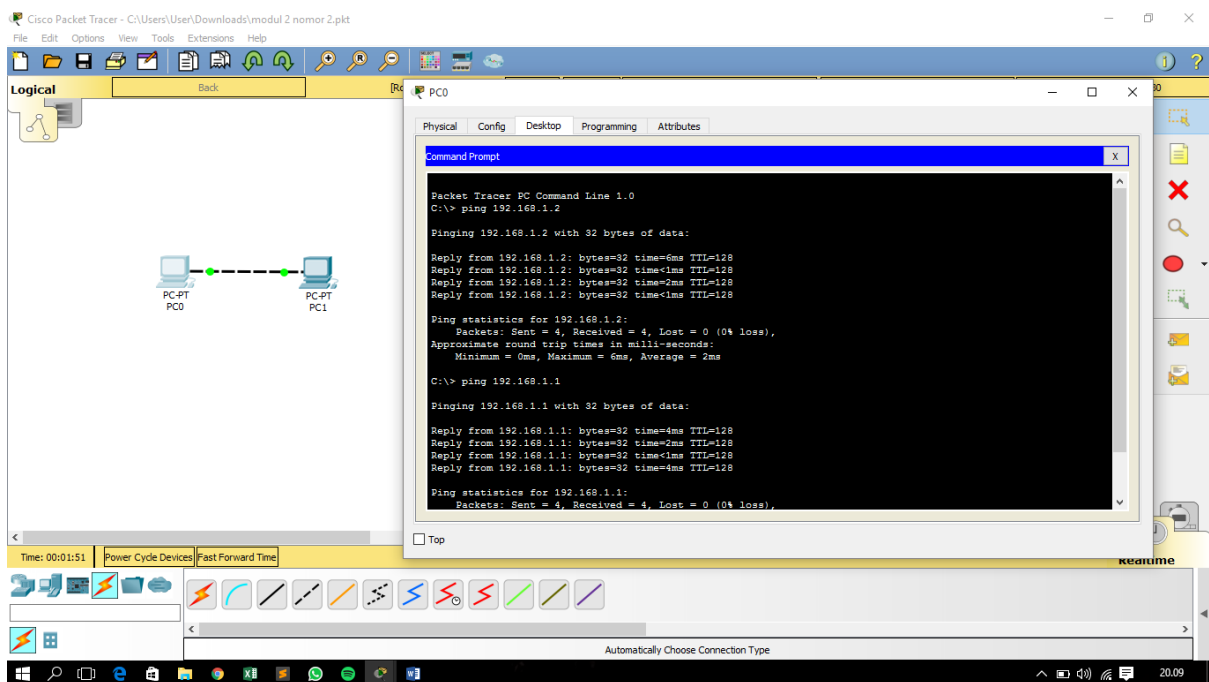 Cisco Packet Tracer - C:\Users\User\Downloads\modul 2 nomor 2.pkt
File Edit Options View Tools Extensions Help
Logical
Back
[Ro
30
PC0
Physical Config Desktop Programming Attributes
Command Prompt
X
Packet Tracer PC Command Line 1.0
C:\> ping 192.168.1.2
Pinging 192.168.1.2 with 32 bytes of data:
Reply from 192.168.1.2: bytes=32 time=6ms TTL=128
Reply from 192.168.1.2: bytes=32 time<1ms TTL=128
Reply from 192.168.1.2: bytes=32 time=2ms TTL=128
Reply from 192.168.1.2: bytes=32 time<1ms TTL=128
Ping statistics for 192.168.1.2:
Packets: Sent = 4, Received = 4, Lost = 0 (0% loss),
Approximate round trip times in milli-seconds:
Minimum = 0ms, Maximum = 6ms, Average = 2ms
C:\> ping 192.168.1.1
Pinging 192.168.1.1 with 32 bytes of data:
Reply from 192.168.1.1: bytes=32 time=4ms TTL=128
Reply from 192.168.1.1: bytes=32 time=2ms TTL=128
Reply from 192.168.1.1: bytes=32 time<1ms TTL=128
Reply from 192.168.1.1: bytes=32 time=4ms TTL=128
Ping statistics for 192.168.1.1:
Packets: Sent = 4, Received = 4, Lost = 0 (0% loss),
Top
PC-PT
PC0
PC-PT
PC1
Time: 00:01:51 Power Cycle Devices Fast Forward Time
Realtime
Automatically Choose Connection Type
20.09